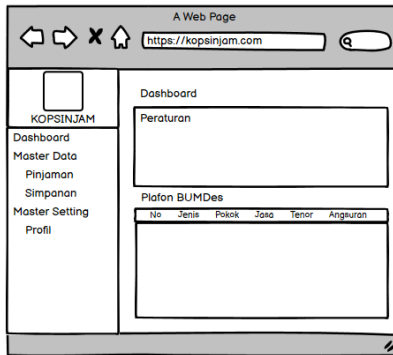 A Web Page
https://kopsinjam.com
KOPSINJAM
Dashboard
Master Data
Pinjaman
Simpanan
Master Setting
Profil
Dashboard
Peraturan
Plafon BUMDes
No Jenis Pokok Jasa Tenor Angsuran